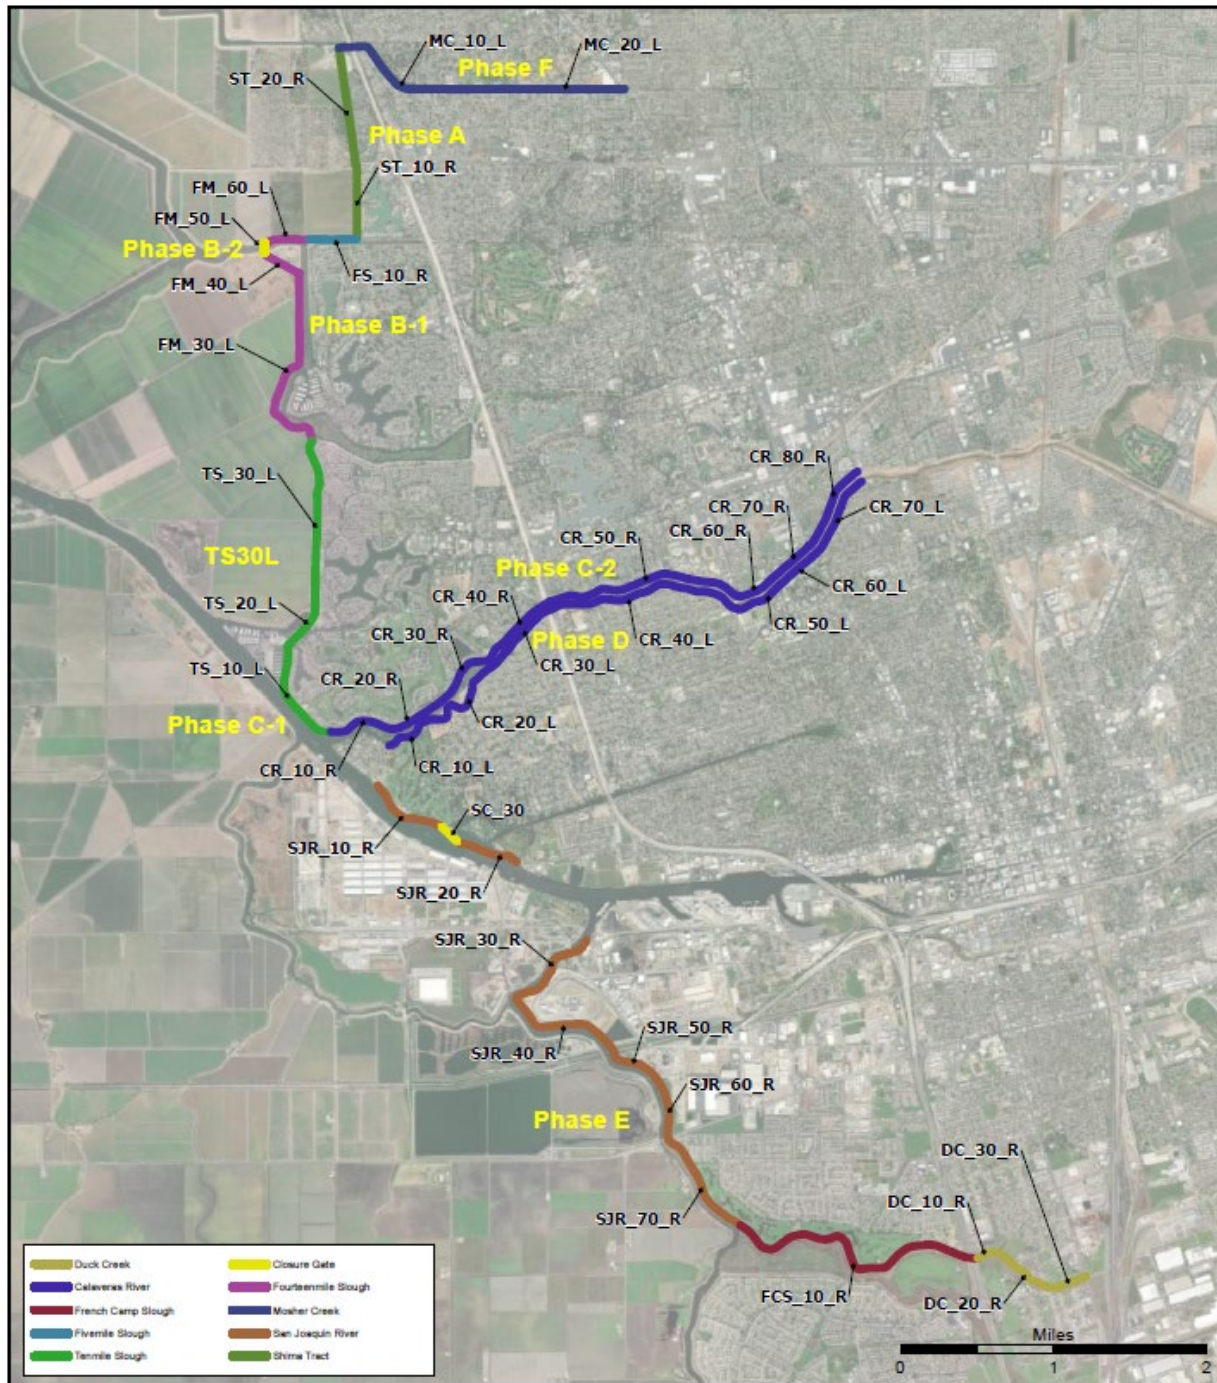 MC_10_L
MC_20_L
Phase F
ST_20_R
Phase A
ST_10_R
FM_60_L
FM_50_L
Phase B-2
FS_10_R
FM_40_L
Phase B-1
FM_30_L
CR_80_R
TS_30_L
CR_70_R
CR_70_L
CR_60_R
TS30L
CR_50_R
Phase C-2
CR_60_L
TS_20_L
CR_40_R
CR_50_L
CR_30_R
Phase D
CR_40_L
TS_10_L
CR_30_L
CR_20_R
Phase C-1
CR_20_L
CR_10_R
CR_10_L
SC_30
SJR_10_R
SJR_20_R
SJR_30_R
SJR_50_R
SJR_40_R
SJR_60_R
Phase E
DC_30_R
DC_10_R
SJR_70_R
FCS_10_R
DC_20_R
Duck Creek
Closure Gate
Calaveras River
Fourteenmile Slough
French Camp Slough
Mosher Creek
Fivemile Slough
San Joaquin River
Tenmile Slough
Shima Tract
Miles
0 1 2